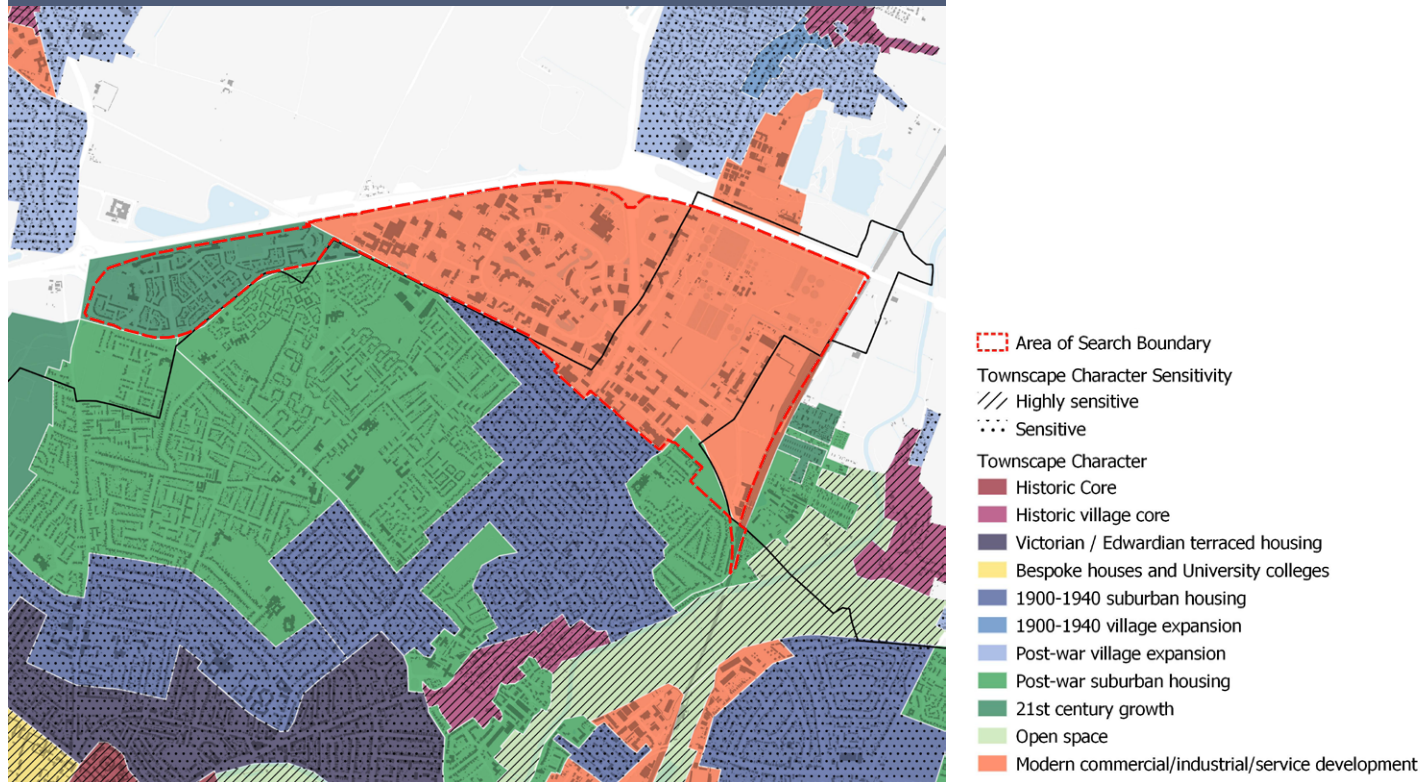 Area of Search Boundary
Townscape Character Sensitivity
Highly sensitive
Sensitive
Townscape Character
Historic Core
Historic village core
Victorian / Edwardian terraced housing
Bespoke houses and University colleges
1900-1940 suburban housing
1900-1940 village expansion
Post-war village expansion
Post-war suburban housing
21st century growth
Open space
Modern commercial/industrial/service development